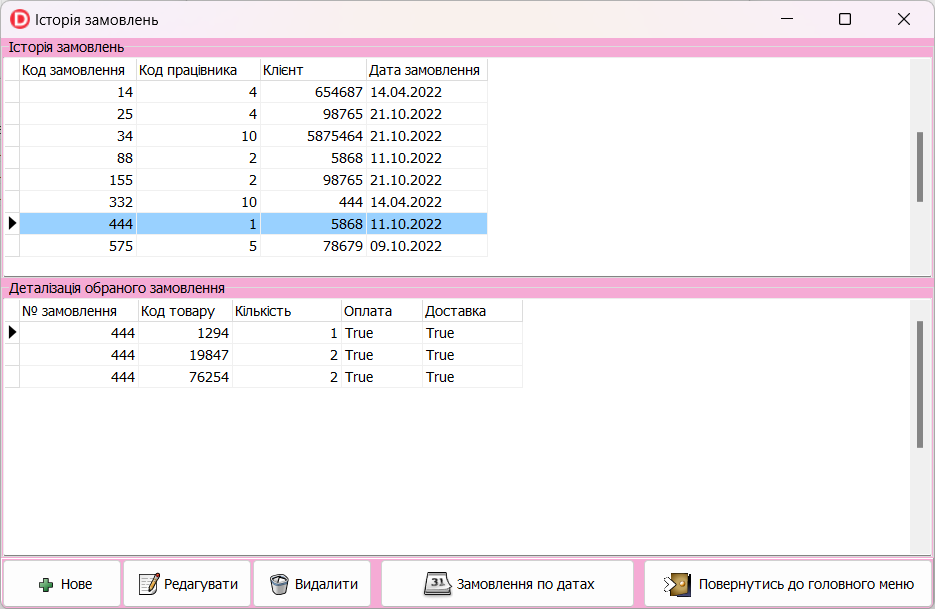 Історія замовлень
Історія замовлень
Код замовлення Код працівника Клієнт Дата замовлення
14 4 654687 14.04.2022
25 4 98765 21.10.2022
34 10 5875464 21.10.2022
88 2 5868 11.10.2022
155 2 98765 21.10.2022
332 10 444 14.04.2022
444 1 5868 11.10.2022
575 5 78679 09.10.2022
Деталізація обраного замовлення
№ замовлення Код товару Кількість Оплата Доставка
444 1294 1 True True
444 19847 2 True True
444 76254 2 True True
Нове Редагувати Видалити 31 Замовлення по датах Повернутись до головного меню